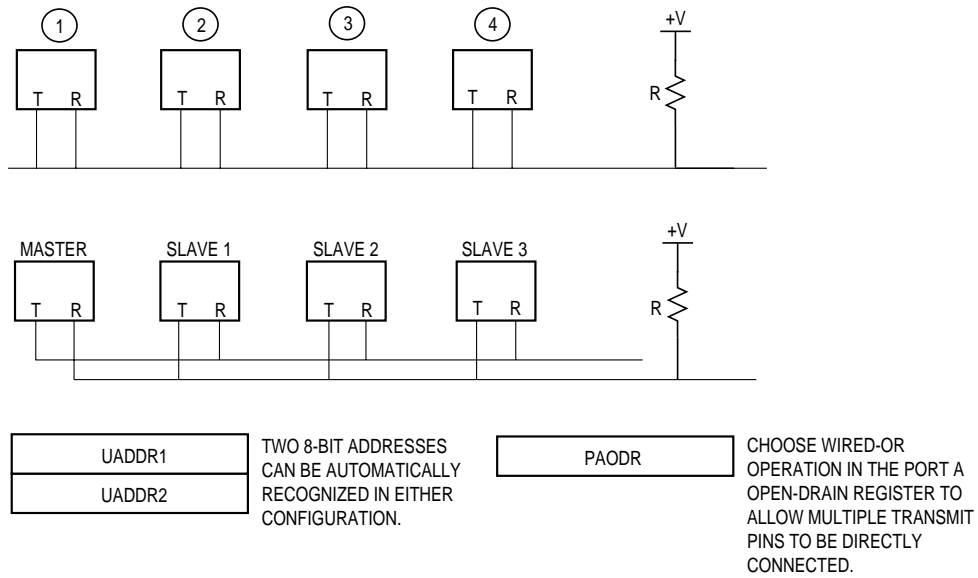 1 2 3 4
+V
T R T R T R T R
R
+V
MASTER SLAVE 1 SLAVE 2 SLAVE 3
T R T R T R T R
R
UADDR1
UADDR2
TWO 8-BIT ADDRESSES
CAN BE AUTOMATICALLY
RECOGNIZED IN EITHER
CONFIGURATION.
PAODR
CHOOSE WIRED-OR
OPERATION IN THE PORT A
OPEN-DRAIN REGISTER TO
ALLOW MULTIPLE TRANSMIT
PINS TO BE DIRECTLY
CONNECTED.